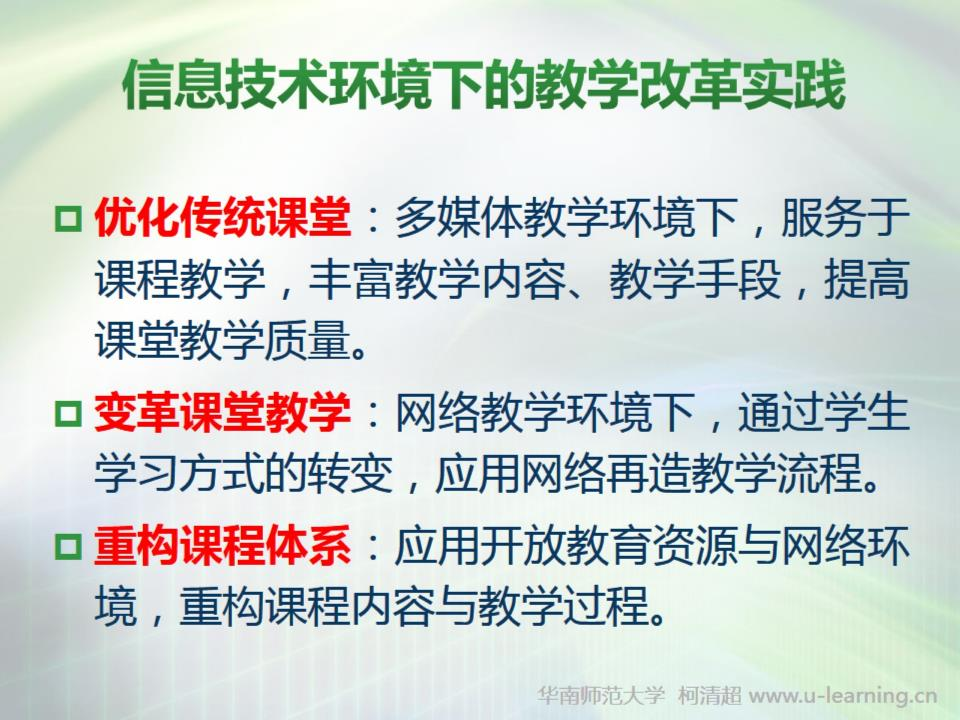 信息技术环境下的教学改革实践
优化传统课堂：多媒体教学环境下，服务于
课程教学，丰富教学内容、教学手段，提高
课堂教学质量。
变革课堂教学：网络教学环境下，通过学生
学习方式的转变，应用网络再造教学流程。
重构课程体系：应用开放教育资源与网络环
境，重构课程内容与教学过程。
华南师范大学 柯清超 www.u-learning.cn